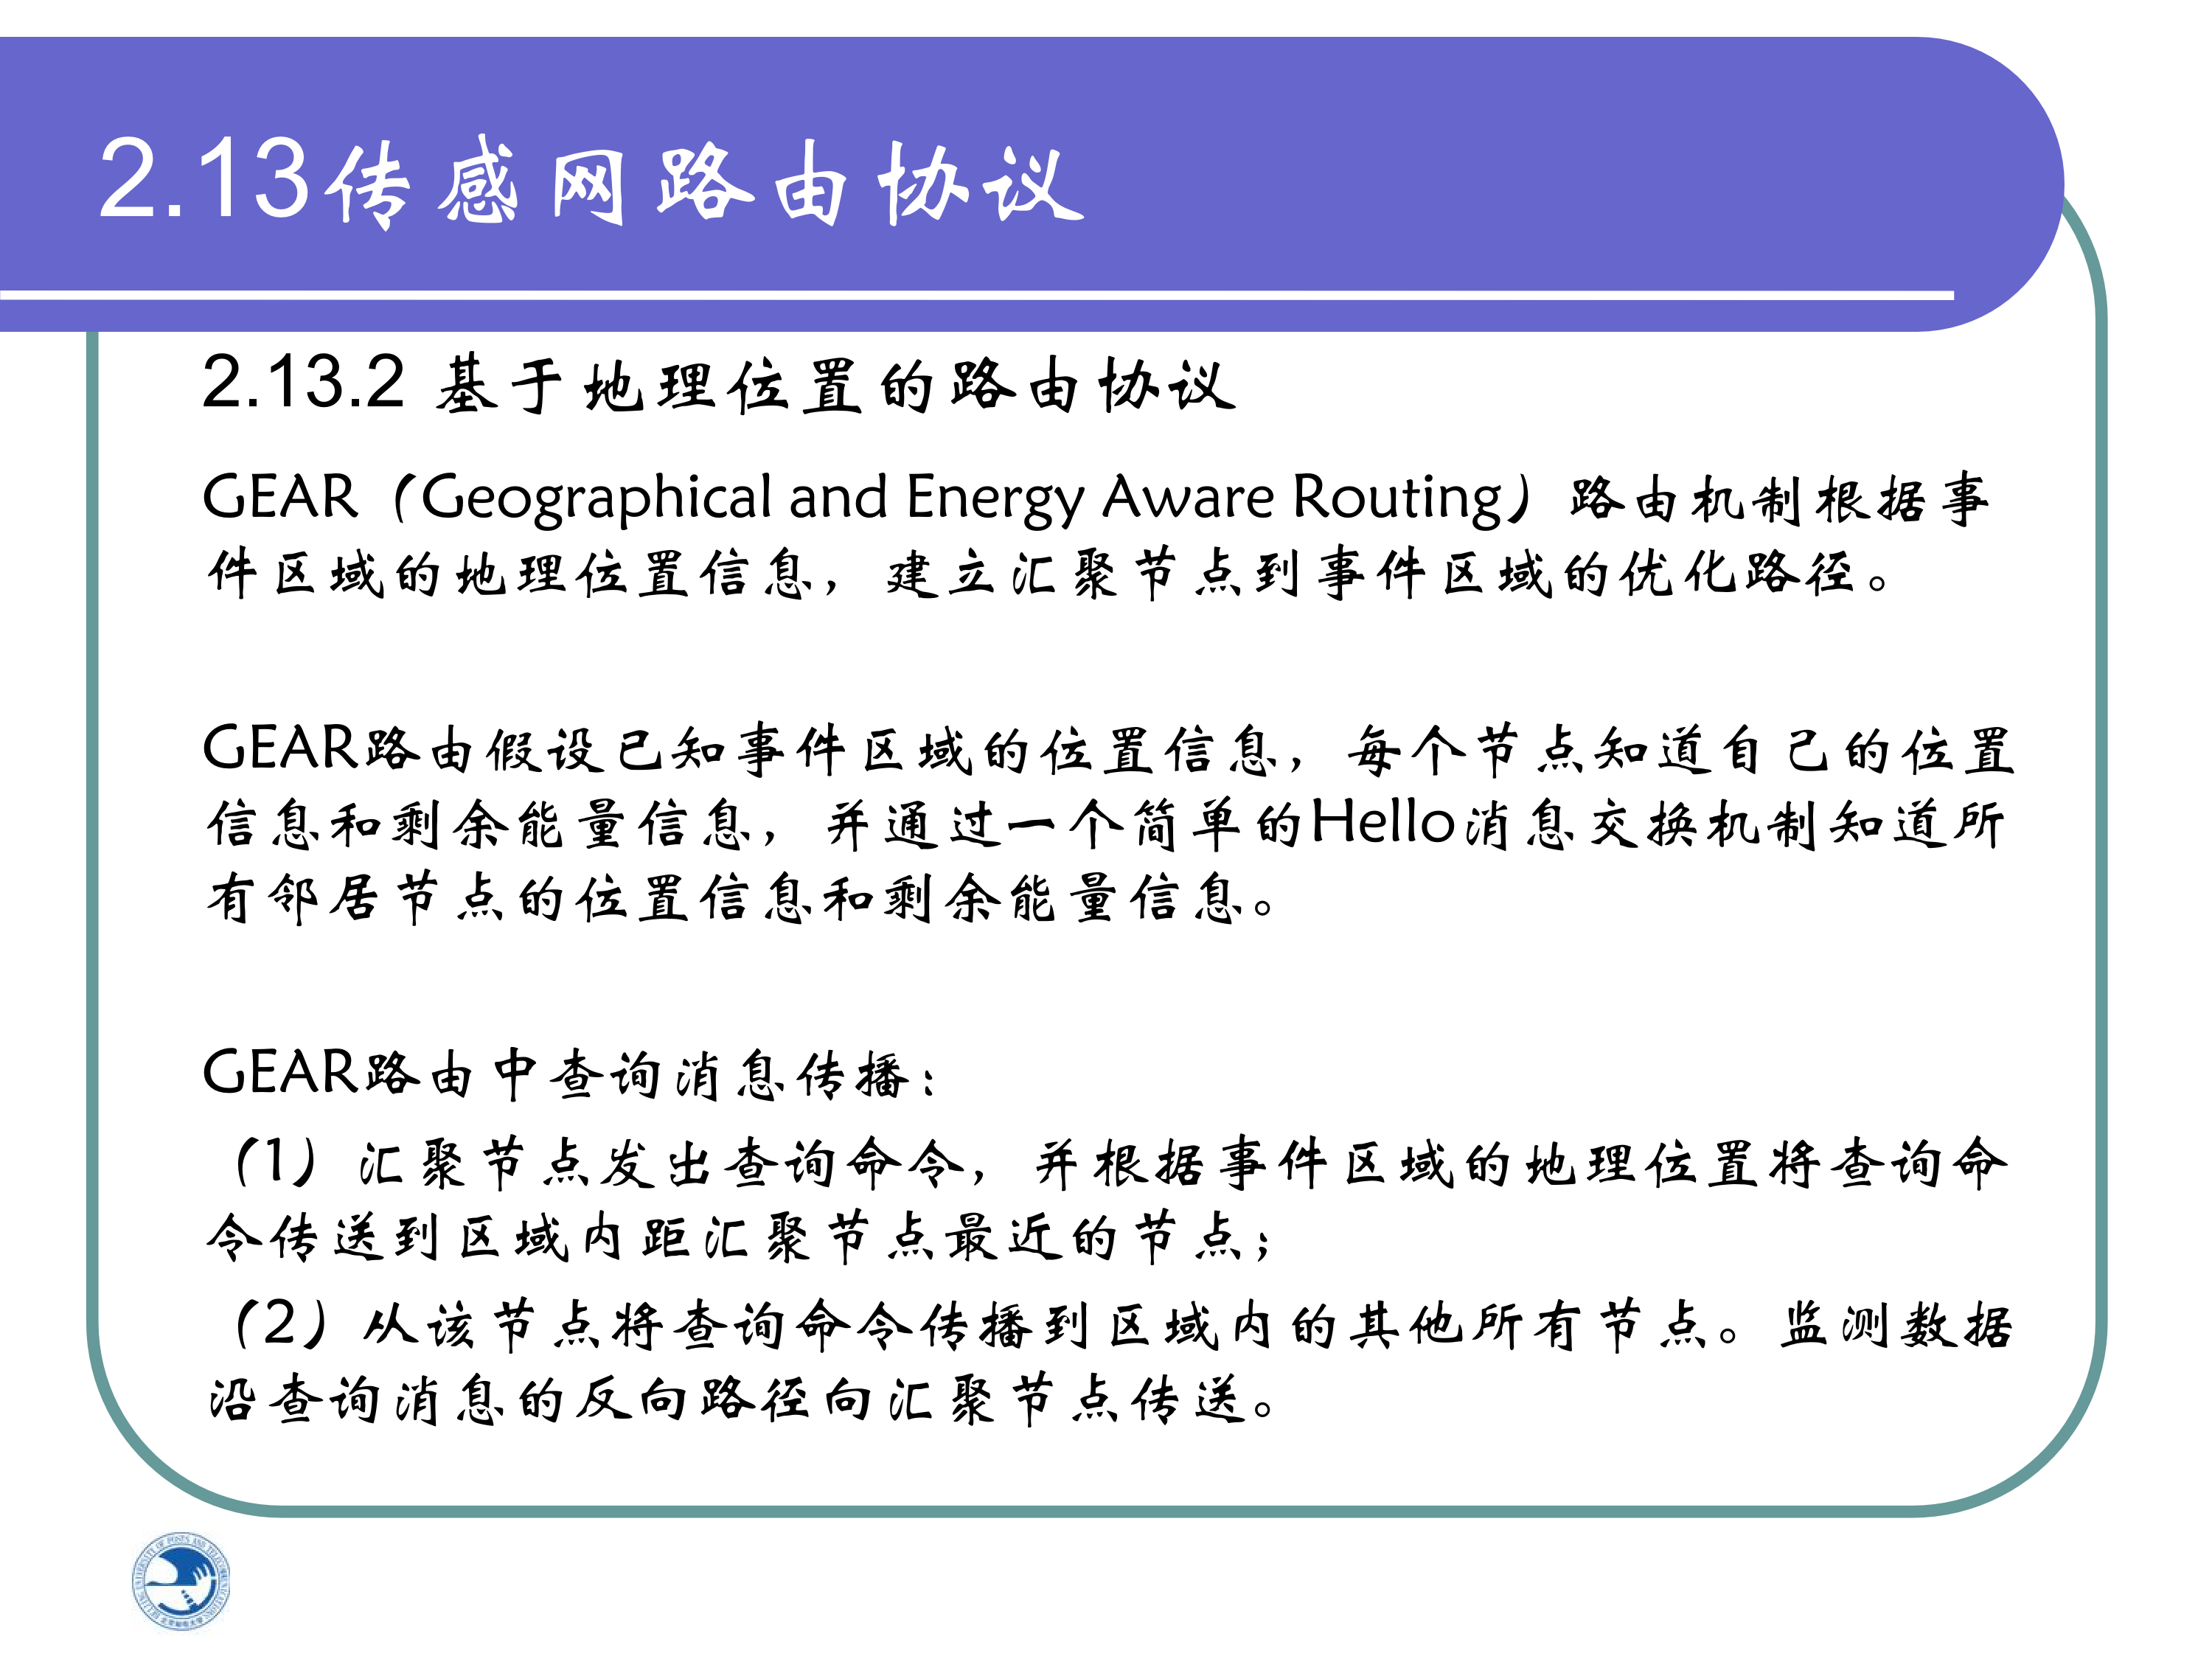 2.13传感网路由协议
2.13.2 基于地理位置的路由协议
GEAR（Geographical and Energy Aware Routing）路由机制根据事
件区域的地理位置信息，建立汇聚节点到事件区域的优化路径。
GEAR路由假设已知事件区域的位置信息，每个节点知道自己的位置
信息和剩余能量信息，并通过一个简单的Hello消息交换机制知道所
有邻居节点的位置信息和剩余能量信息。
GEAR路由中查询消息传播：
（1）汇聚节点发出查询命令，并根据事件区域的地理位置将查询命
令传送到区域内距汇聚节点最近的节点；
（2）从该节点将查询命令传播到区域内的其他所有节点。监测数据
沿查询消息的反向路径向汇聚节点传送。